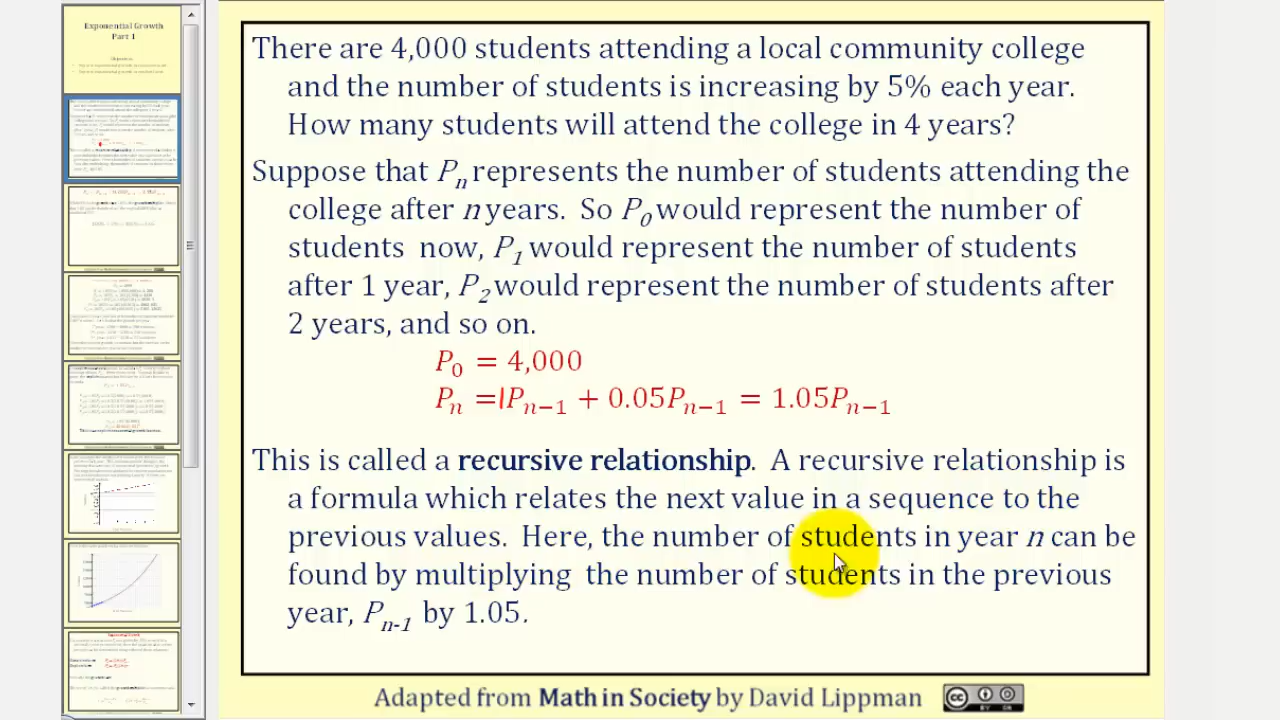 Exponential Growth
Part 1
There are 4,000 students attending a local community college
and the number of students is increasing by 5% each year.
How many students will attend the college in 4 years?
Suppose that Pn represents the number of students attending the
college after n years. So P0 would represent the number of
students now, P1 would represent the number of students
after 1 year, P2 would represent the number of students after
2 years, and so on.
P0 = 4,000
Pn = 1Pn−1 + 0.05Pn−1 = 1.05Pn−1
This is called a recursive relationship. A recursive relationship is
a formula which relates the next value in a sequence to the
previous values. Here, the number of students in year n can be
found by multiplying the number of students in the previous
year, Pn-1 by 1.05.
Adapted from Math in Society by David Lippman